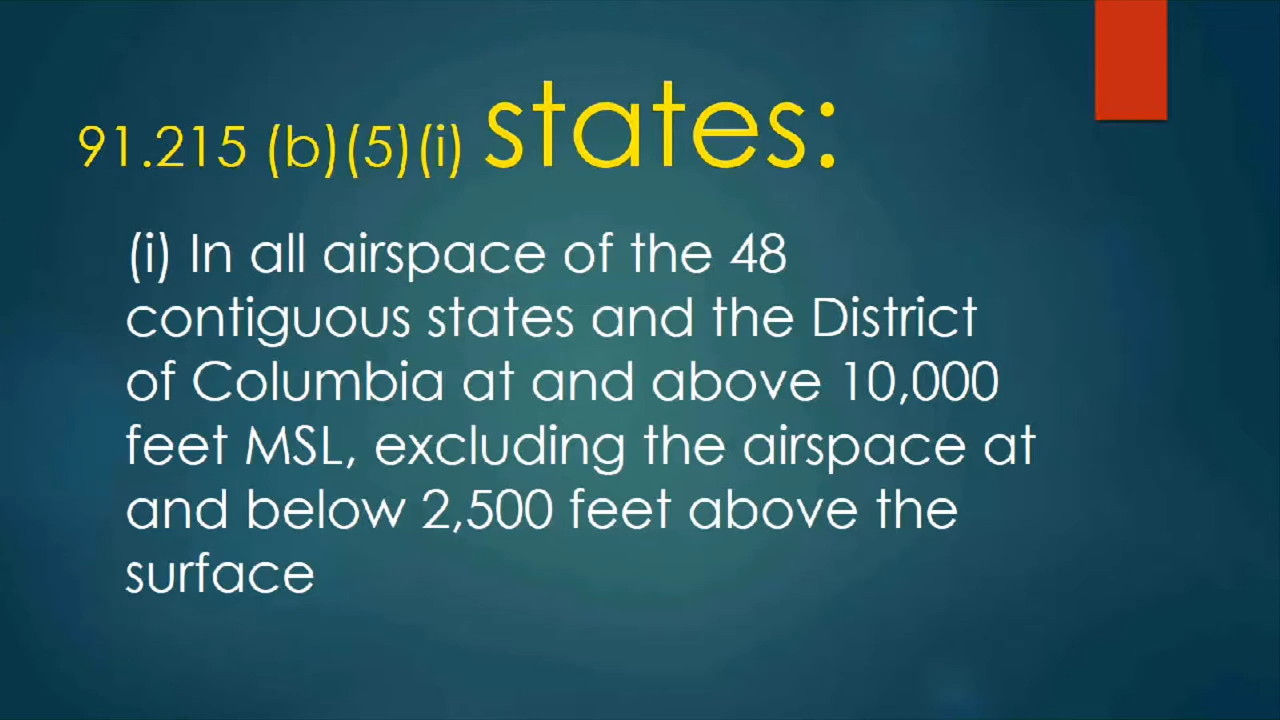 91.215 (b)(5)(i) states:
(i) In all airspace of the 48
contiguous states and the District
of Columbia at and above 10,000
feet MSL, excluding the airspace at
and below 2,500 feet above the
surface